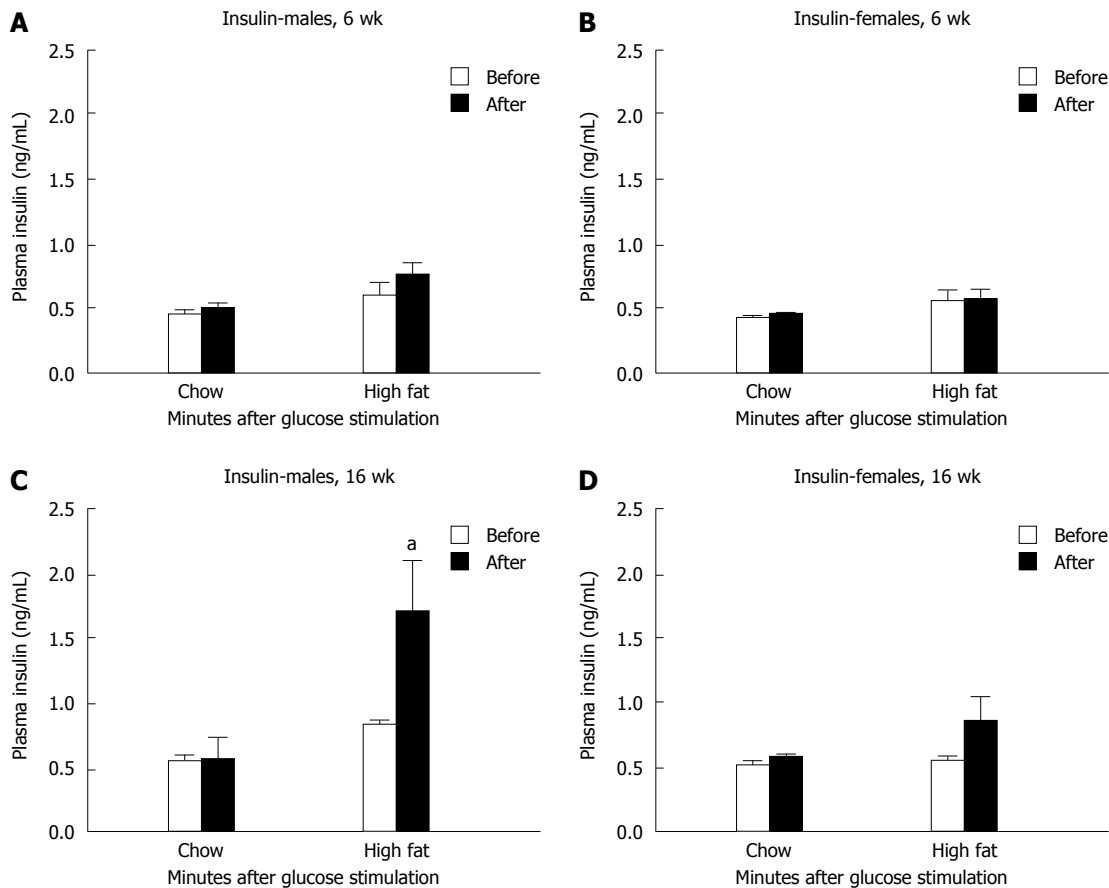 A
Insulin-males, 6 wk
2.5
2.0
1.5
1.0
0.5
0.0
Plasma insulin (ng/mL)
Before
After
Chow
High fat
Minutes after glucose stimulation
B
Insulin-females, 6 wk
2.5
2.0
1.5
1.0
0.5
0.0
Plasma insulin (ng/mL)
Before
After
Chow
High fat
Minutes after glucose stimulation
C
Insulin-males, 16 wk
2.5
2.0
1.5
1.0
0.5
0.0
Plasma insulin (ng/mL)
Before
After
a
Chow
High fat
Minutes after glucose stimulation
D
Insulin-females, 16 wk
2.5
2.0
1.5
1.0
0.5
0.0
Plasma insulin (ng/mL)
Before
After
Chow
High fat
Minutes after glucose stimulation